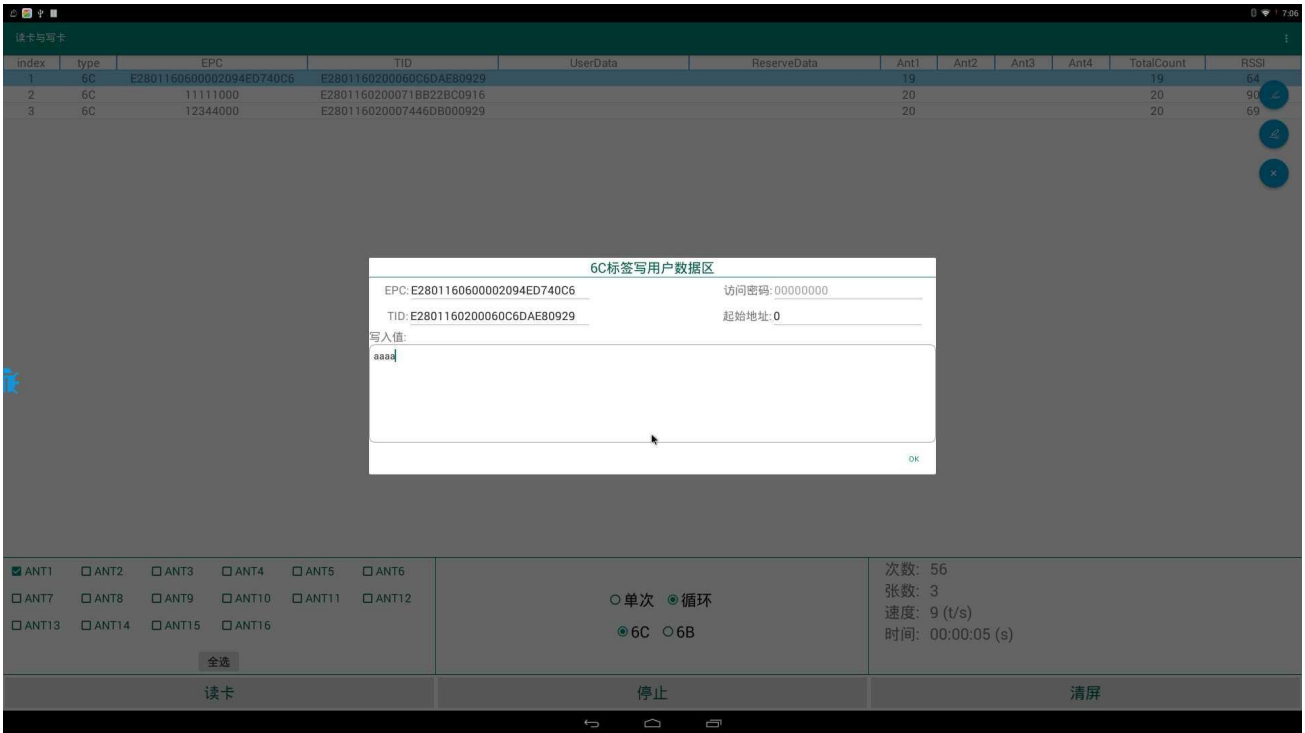 7:06
读卡与写卡
index type EPC TID UserData ReserveData Ant1 Ant2 Ant3 Ant4 TotalCount RSSI
1 6C E2801160600002094ED740C6 E2801160200060C6DAE80929 19 19 64
2 6C 11111000 E2801160200071BB22BC0916 20 20 90
3 6C 12344000 E280116020007446DB000929 20 20 69
6C标签写用户数据区
EPC: E2801160600002094ED740C6 访问密码: 00000000
TID: E2801160200060C6DAE80929 起始地址: 0
写入值:
aaaa
OK
ANT1 ANT2 ANT3 ANT4 ANT5 ANT6
ANT7 ANT8 ANT9 ANT10 ANT11 ANT12
ANT13 ANT14 ANT15 ANT16
全选
单次 循环
6C 6B
次数: 56
张数: 3
速度: 9 (t/s)
时间: 00:00:05 (s)
读卡 停止 清屏